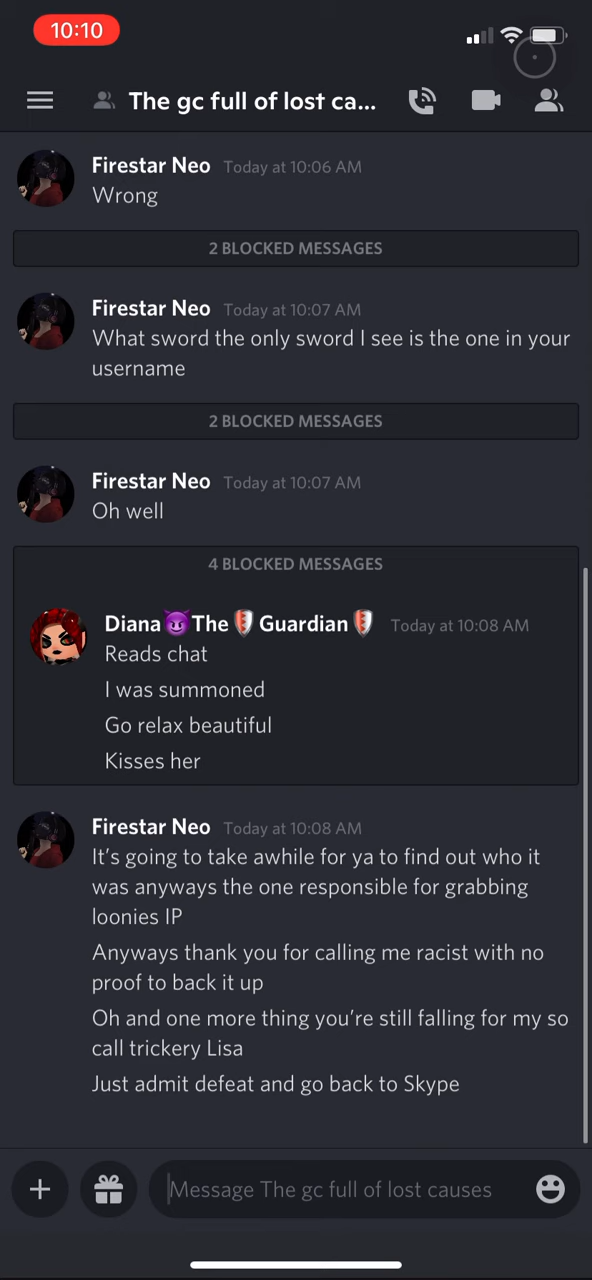 10:10
The gc full of lost ca...
Firestar Neo Today at 10:06 AM
Wrong
2 BLOCKED MESSAGES
Firestar Neo Today at 10:07 AM
What sword the only sword I see is the one in your
username
2 BLOCKED MESSAGES
Firestar Neo Today at 10:07 AM
Oh well
4 BLOCKED MESSAGES
Diana😈The🛡Guardian🛡 Today at 10:08 AM
Reads chat
I was summoned
Go relax beautiful
Kisses her
Firestar Neo Today at 10:08 AM
It’s going to take awhile for ya to find out who it
was anyways the one responsible for grabbing
loonies IP
Anyways thank you for calling me racist with no
proof to back it up
Oh and one more thing you’re still falling for my so
call trickery Lisa
Just admit defeat and go back to Skype
Message The gc full of lost causes